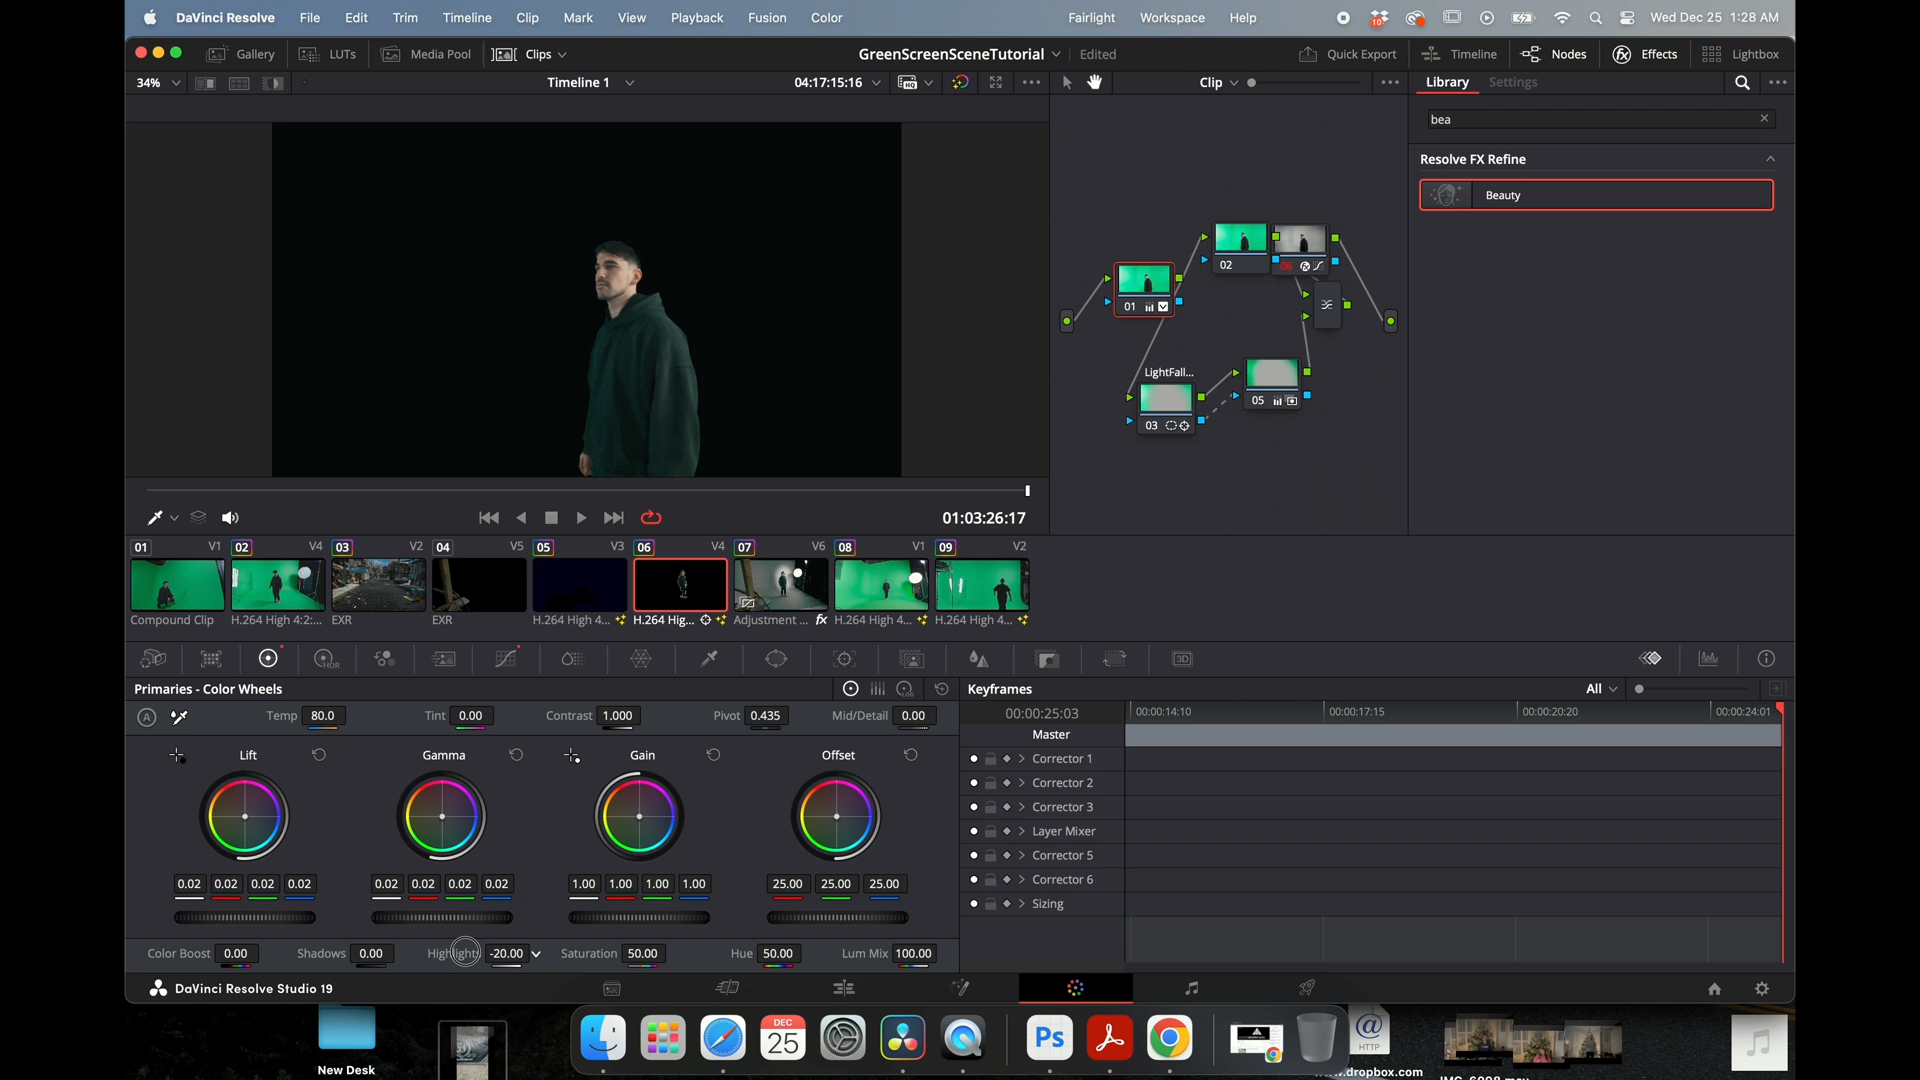 DaVinci Resolve File Edit Trim Timeline Clip Mark View Playback Fusion Color Fairlight Workspace Help 10 Wed Dec 25 1:28 AM
Gallery LUTs Media Pool Clips GreenScreenSceneTutorial Edited Quick Export Timeline Nodes Effects Lightbox
34% Timeline 1 04:17:15:16 HQ Clip Library Settings
bea
Resolve FX Refine
Beauty
02
01
LightFall...
05
03
01:03:26:17
01 V1 02 V4 03 V2 04 V5 05 V3 06 V4 07 V6 08 V1 09 V2
Compound Clip H.264 High 4:2:... EXR EXR H.264 High 4... H.264 Hig... Adjustment ... fx H.264 High 4... H.264 High 4...
HDR 3D
Primaries - Color Wheels LOG Keyframes All
A Temp 80.0 Tint 0.00 Contrast 1.000 Pivot 0.435 Mid/Detail 0.00 00:00:25:03 00:00:14:10 00:00:17:15 00:00:20:20 00:00:24:01
Master
Lift Gamma Gain Offset Corrector 1
Corrector 2
Corrector 3
Layer Mixer
Corrector 5
0.02 0.02 0.02 0.02 0.02 0.02 0.02 0.02 1.00 1.00 1.00 1.00 25.00 25.00 25.00 Corrector 6
Sizing
Color Boost 0.00 Shadows 0.00 Highlights -20.00 Saturation 50.00 Hue 50.00 Lum Mix 100.00
DaVinci Resolve Studio 19
DEC
25
Ps
@
HTTP
New Desk
.dropbox.com